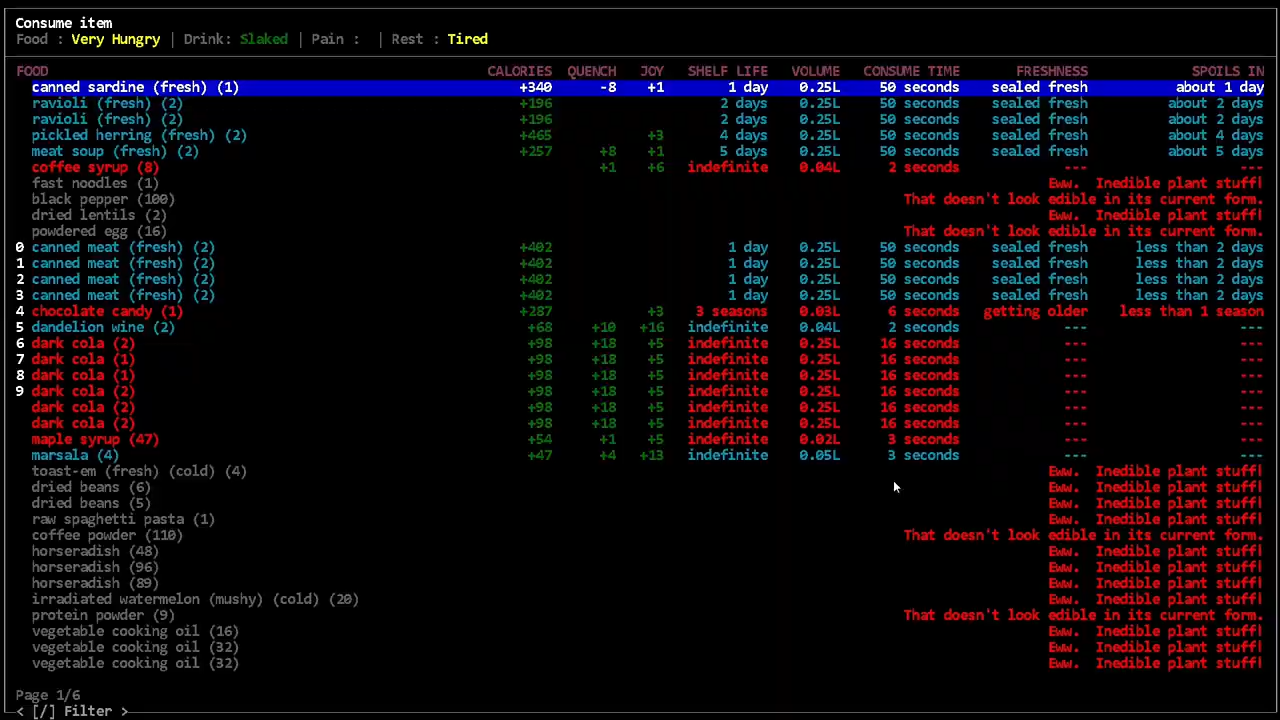 Consume item
Food : Very Hungry | Drink: Slaked | Pain :  | Rest : Tired
FOOD CALORIES QUENCH JOY SHELF LIFE VOLUME CONSUME TIME FRESHNESS SPOILS IN
canned sardine (fresh) (1) +340 -8 +1 1 day 0.25L 50 seconds sealed fresh about 1 day
ravioli (fresh) (2) +196 2 days 0.25L 50 seconds sealed fresh about 2 days
ravioli (fresh) (2) +196 2 days 0.25L 50 seconds sealed fresh about 2 days
pickled herring (fresh) (2) +465 +3 4 days 0.25L 50 seconds sealed fresh about 4 days
meat soup (fresh) (2) +257 +8 +1 5 days 0.25L 50 seconds sealed fresh about 5 days
coffee syrup (8) +1 +6 indefinite 0.04L 2 seconds --- ---
fast noodles (1) Eww. Inedible plant stuff!
black pepper (100) That doesn't look edible in its current form.
dried lentils (2) Eww. Inedible plant stuff!
powdered egg (16) That doesn't look edible in its current form.
0 canned meat (fresh) (2) +402 1 day 0.25L 50 seconds sealed fresh less than 2 days
1 canned meat (fresh) (2) +402 1 day 0.25L 50 seconds sealed fresh less than 2 days
2 canned meat (fresh) (2) +402 1 day 0.25L 50 seconds sealed fresh less than 2 days
3 canned meat (fresh) (2) +402 1 day 0.25L 50 seconds sealed fresh less than 2 days
4 chocolate candy (1) +287 +3 3 seasons 0.03L 6 seconds getting older less than 1 season
5 dandelion wine (2) +68 +10 +16 indefinite 0.04L 2 seconds --- ---
6 dark cola (2) +98 +18 +5 indefinite 0.25L 16 seconds --- ---
7 dark cola (1) +98 +18 +5 indefinite 0.25L 16 seconds --- ---
8 dark cola (1) +98 +18 +5 indefinite 0.25L 16 seconds --- ---
9 dark cola (2) +98 +18 +5 indefinite 0.25L 16 seconds --- ---
dark cola (2) +98 +18 +5 indefinite 0.25L 16 seconds --- ---
dark cola (2) +98 +18 +5 indefinite 0.25L 16 seconds --- ---
maple syrup (47) +54 +1 +5 indefinite 0.02L 3 seconds --- ---
marsala (4) +47 +4 +13 indefinite 0.05L 3 seconds --- ---
toast-em (fresh) (cold) (4) Eww. Inedible plant stuff!
dried beans (6) Eww. Inedible plant stuff!
dried beans (5) Eww. Inedible plant stuff!
raw spaghetti pasta (1) Eww. Inedible plant stuff!
coffee powder (110) That doesn't look edible in its current form.
horseradish (48) Eww. Inedible plant stuff!
horseradish (96) Eww. Inedible plant stuff!
horseradish (89) Eww. Inedible plant stuff!
irradiated watermelon (mushy) (cold) (20) Eww. Inedible plant stuff!
protein powder (9) That doesn't look edible in its current form.
vegetable cooking oil (16) Eww. Inedible plant stuff!
vegetable cooking oil (32) Eww. Inedible plant stuff!
vegetable cooking oil (32) Eww. Inedible plant stuff!
Page 1/6
< [/] Filter >